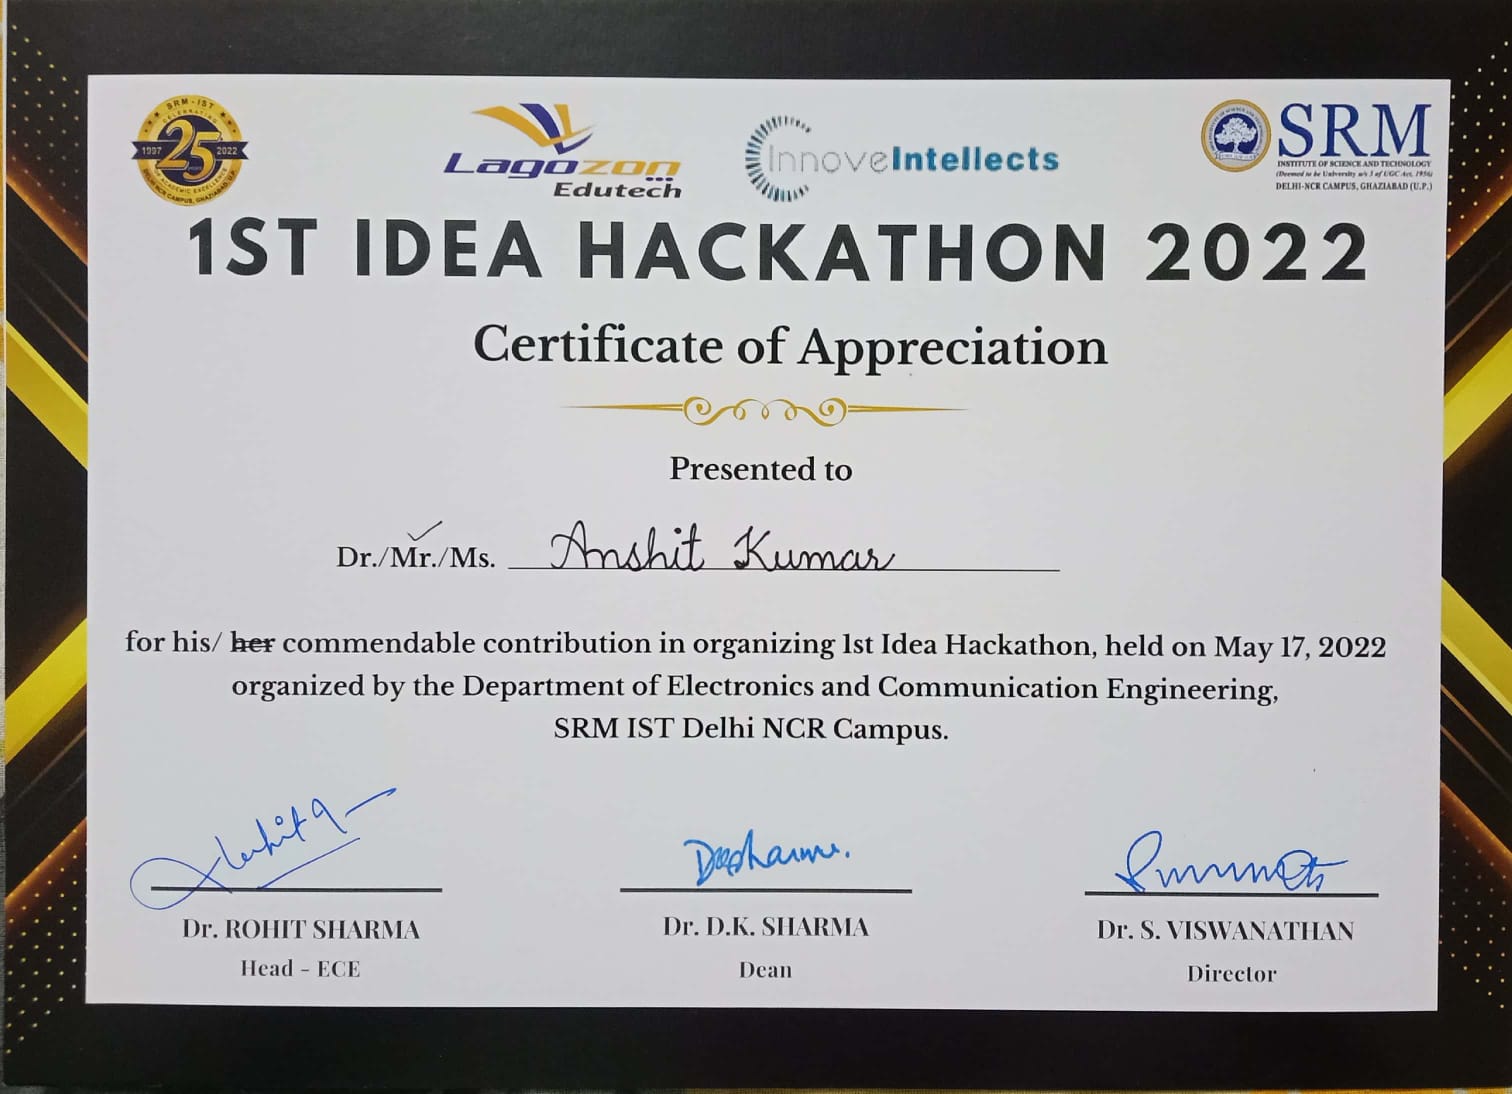 SRM - IST
CELEBRATING
1997 25 2022
ACADEMIC EXCELLENCE
DELHI-NCR CAMPUS, GHAZIABAD, U.P.
Lagozon
Edutech
InnoveIntellects
SRM
INSTITUTE OF SCIENCE AND TECHNOLOGY
(Deemed to be University u/s 3 of UGC Act, 1956)
DELHI-NCR CAMPUS, GHAZIABAD (U.P.)
1ST IDEA HACKATHON 2022
Certificate of Appreciation
Presented to
Dr./Mr./Ms. Anshit Kumar
for his/ her commendable contribution in organizing 1st Idea Hackathon, held on May 17, 2022
organized by the Department of Electronics and Communication Engineering,
SRM IST Delhi NCR Campus.
Dr. ROHIT SHARMA
Head - ECE
Dr. D.K. SHARMA
Dean
Dr. S. VISWANATHAN
Director